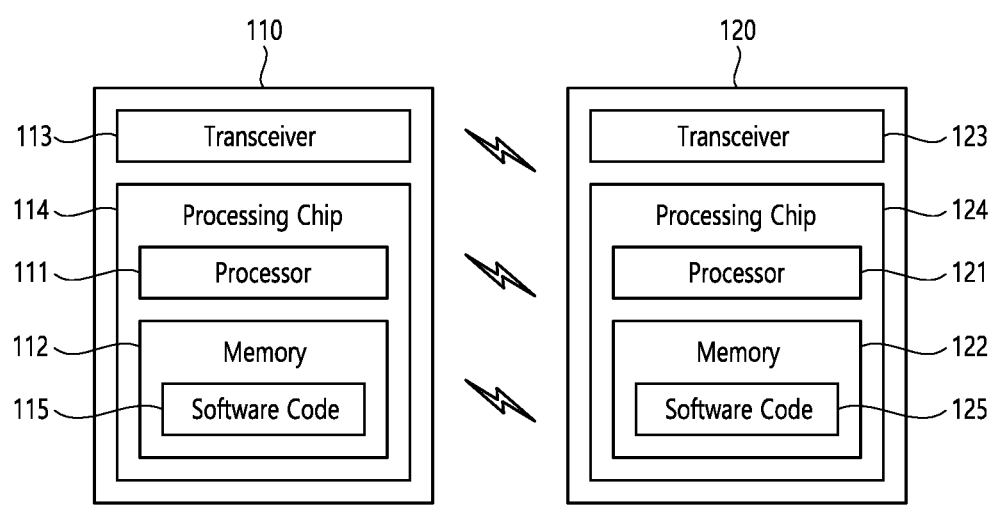 110
120
113
Transceiver
Transceiver
123
114
Processing Chip
Processing Chip
124
111
Processor
Processor
121
112
Memory
Memory
122
115
Software Code
Software Code
125